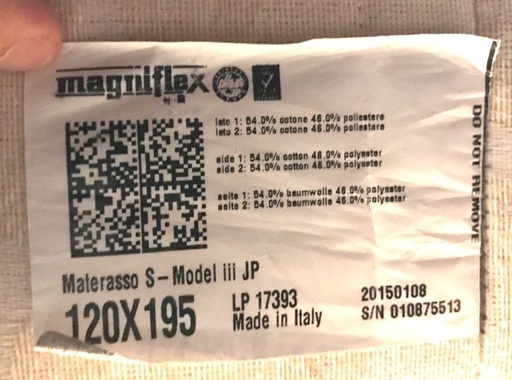 magniflex
lato 1: 54.0% cotone 46.0% poliestere
lato 2: 54.0% cotone 46.0% poliestere
side 1: 54.0% cotton 46.0% polyester
side 2: 54.0% cotton 46.0% polyester
seite 1: 54.0% baumwolle 46.0% polyester
seite 2: 54.0% baumwolle 46.0% polyester
DO NOT REMOVE
Materasso S-Model iii JP
120X195
LP 17393
Made in Italy
20150108
S/N 010875513